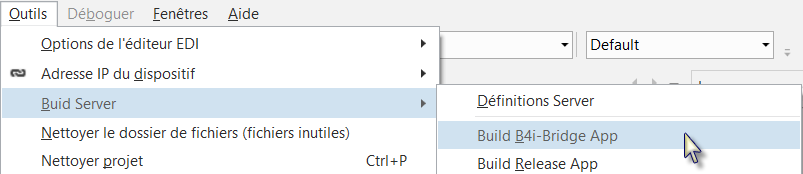 Outils Déboguer Fenêtres Aide
Options de l'éditeur EDI
Default
Adresse IP du dispositif
Buid Server
Définitions Server
Nettoyer le dossier de fichiers (fichiers inutiles)
Build B4i-Bridge App
Nettoyer projet Ctrl+P
Build Release App